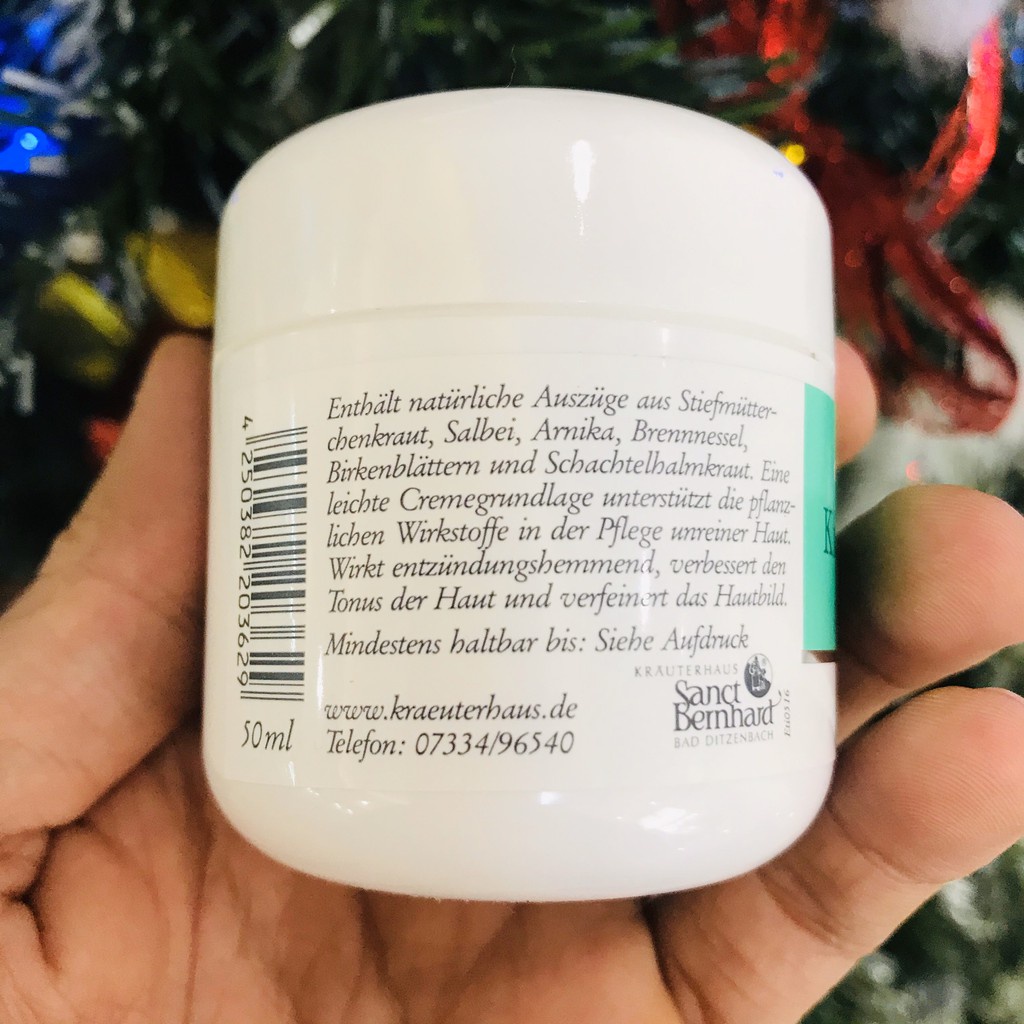 Enthält natürliche Auszüge aus Stiefmütter-
chenkraut, Salbei, Arnika, Brennnessel,
Birkenblättern und Schachtelhalmkraut. Eine
leichte Cremegrundlage unterstützt die pflanz-
lichen Wirkstoffe in der Pflege unreiner Haut.
Wirkt entzündungshemmend, verbessert den
Tonus der Haut und verfeinert das Hautbild.
Mindestens haltbar bis: Siehe Aufdruck
www.kraeuterhaus.de
Telefon: 07334/96540
KRÄUTERHAUS
Sanct
Bernhard
BAD DITZENBACH
4 250382 203629
50ml